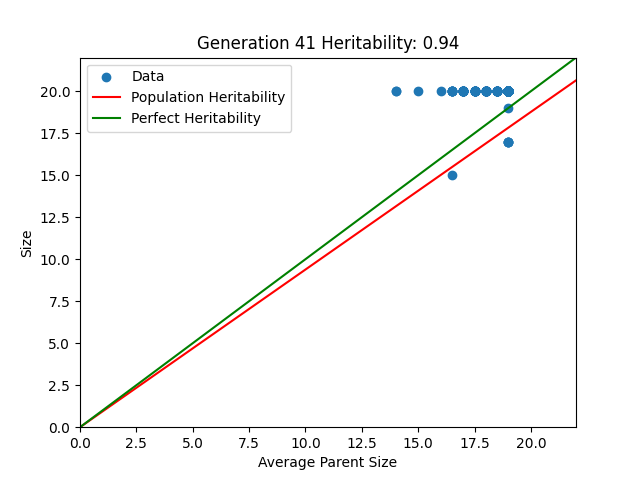 Generation 41 Heritability: 0.94
Data
Population Heritability
Perfect Heritability
20.0
17.5
15.0
12.5
10.0
7.5
5.0
2.5
0.0
Size
0.0 2.5 5.0 7.5 10.0 12.5 15.0 17.5 20.0
Average Parent Size